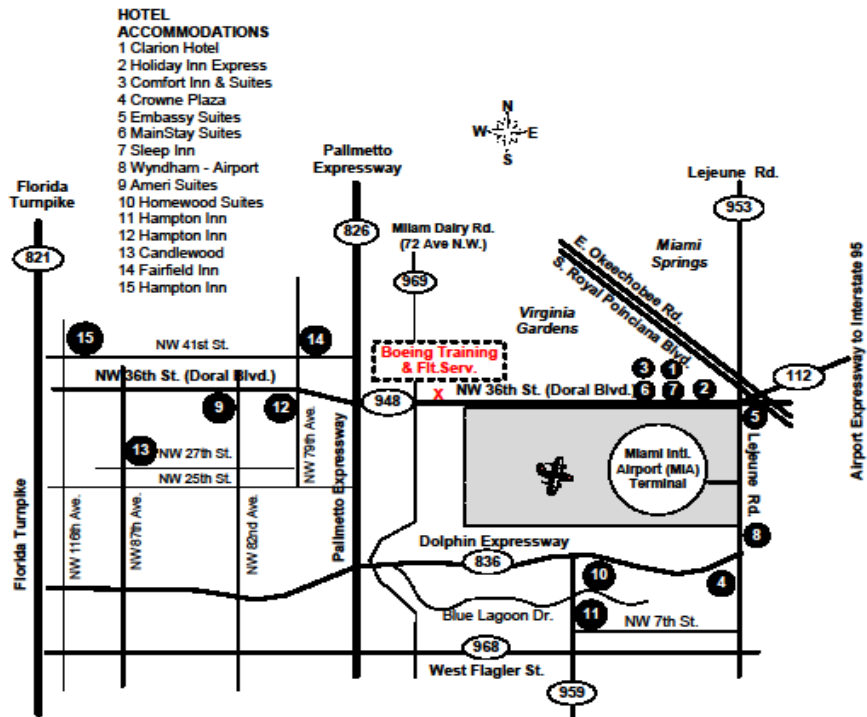 HOTEL
ACCOMMODATIONS
1 Clarion Hotel
2 Holiday Inn Express
3 Comfort Inn & Suites
4 Crowne Plaza
5 Embassy Suites
6 MainStay Suites
7 Sleep Inn
8 Wyndham - Airport
9 Ameri Suites
10 Homewood Suites
11 Hampton Inn
12 Hampton Inn
13 Candlewood
14 Fairfield Inn
15 Hampton Inn
N
W E
S
Florida
Turnpike
821
Pallmetto
Expressway
826
Milam Dairy Rd.
(72 Ave N.W.)
969
Lejeune Rd.
953
Miami
Springs
E. Okeechobee Rd.
S. Royal Poinciana Blvd.
Virginia
Gardens
112
Airport Expressway to Interstate 95
15
NW 41st St.
14
Boeing Training
& Flt.Serv.
X
NW 36th St. (Doral Blvd.)
948
NW 36th St. (Doral Blvd.)
3
1
6
7
2
5
9
12
13
NW 27th St.
NW 25th St.
NW 79th Ave.
Pallmetto Expressway
Miami Intl.
Airport (MIA)
Terminal
Lejeune Rd.
8
Florida Turnpike
NW 116th Ave.
NW 87th Ave.
NW 82nd Ave.
Dolphin Expressway
836
10
4
Blue Lagoon Dr.
11
NW 7th St.
968
West Flagler St.
959